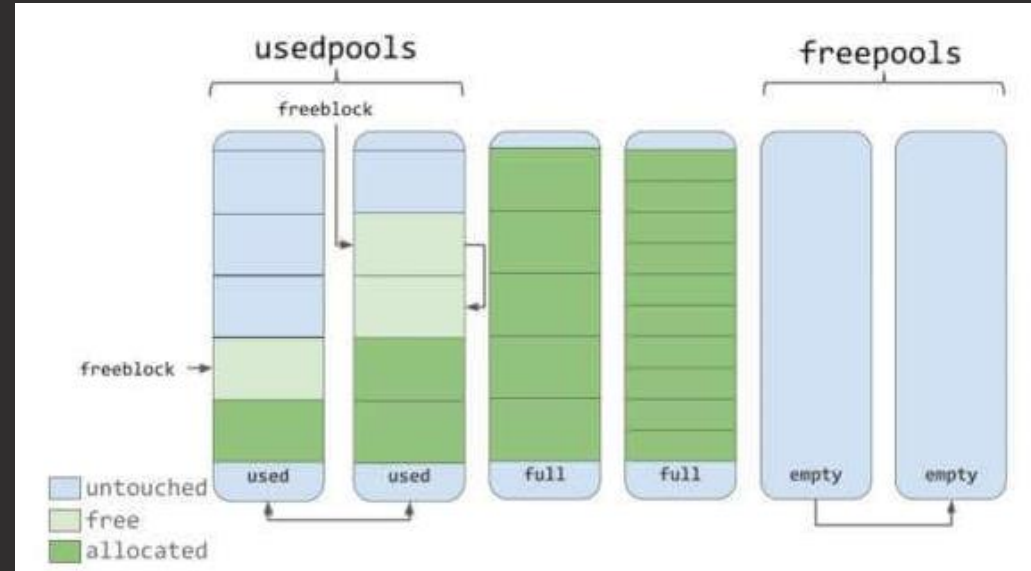 usedpools
freepools
freeblock
freeblock
used
used
full
full
empty
empty
untouched
free
allocated